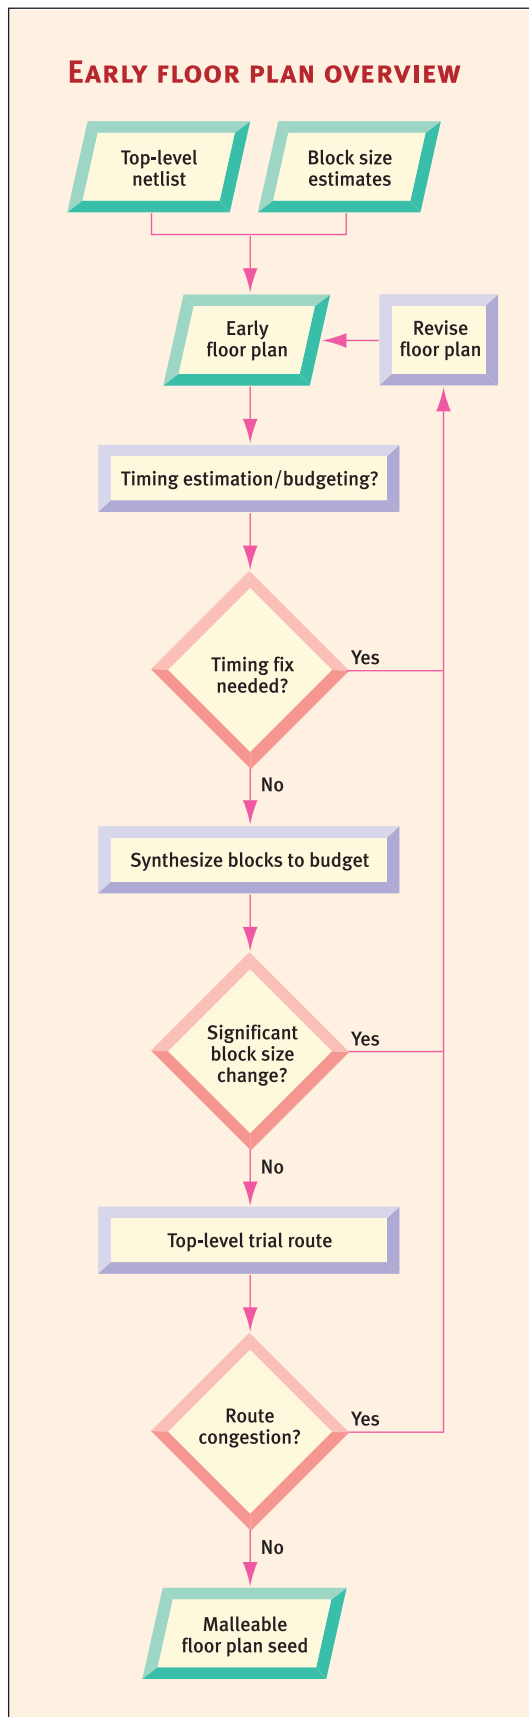 EARLY FLOOR PLAN OVERVIEW
Top-level
netlist
Block size
estimates
Early
floor plan
Revise
floor plan
Timing estimation/budgeting?
Timing fix
needed?
Yes
No
Synthesize blocks to budget
Significant
block size
change?
Yes
No
Top-level trial route
Route
congestion?
Yes
No
Malleable
floor plan seed